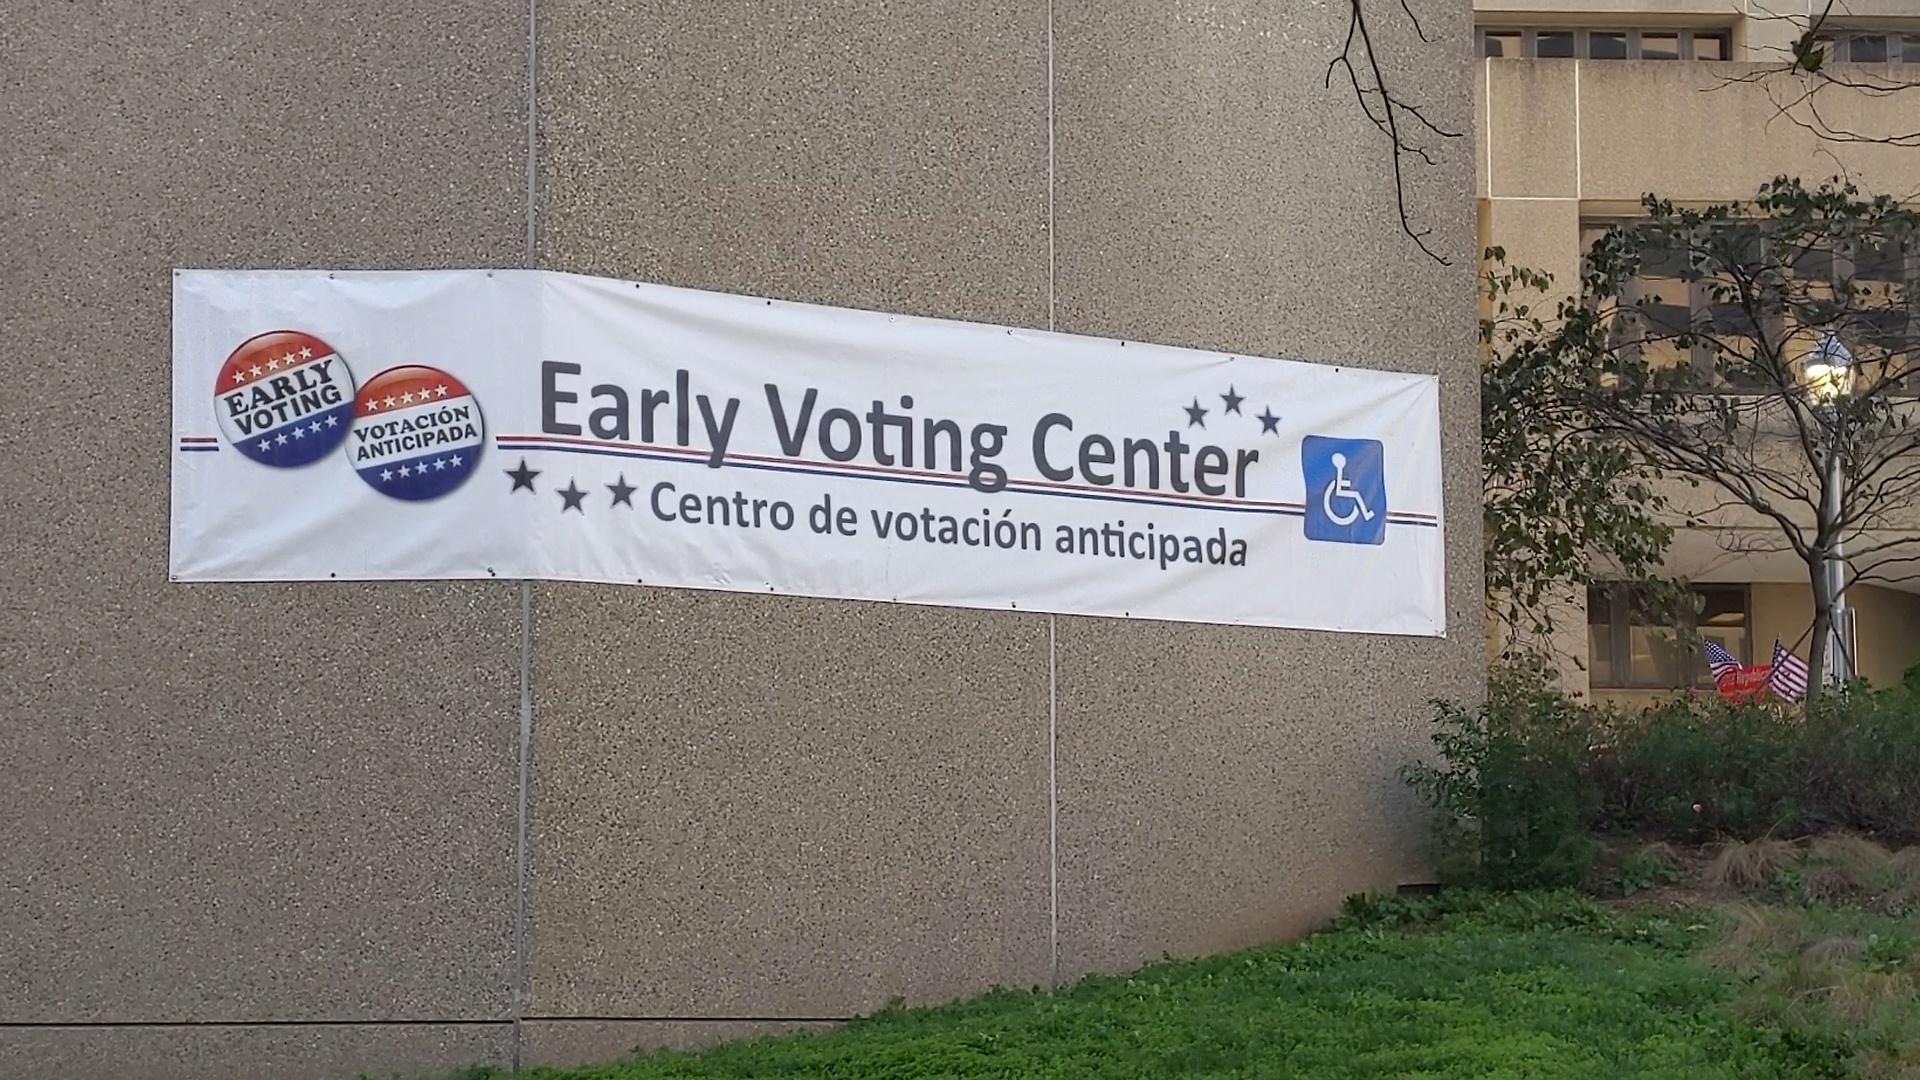 EARLY
VOTING
VOTACIÓN
ANTICIPADA
Early Voting Center
Centro de votación anticipada